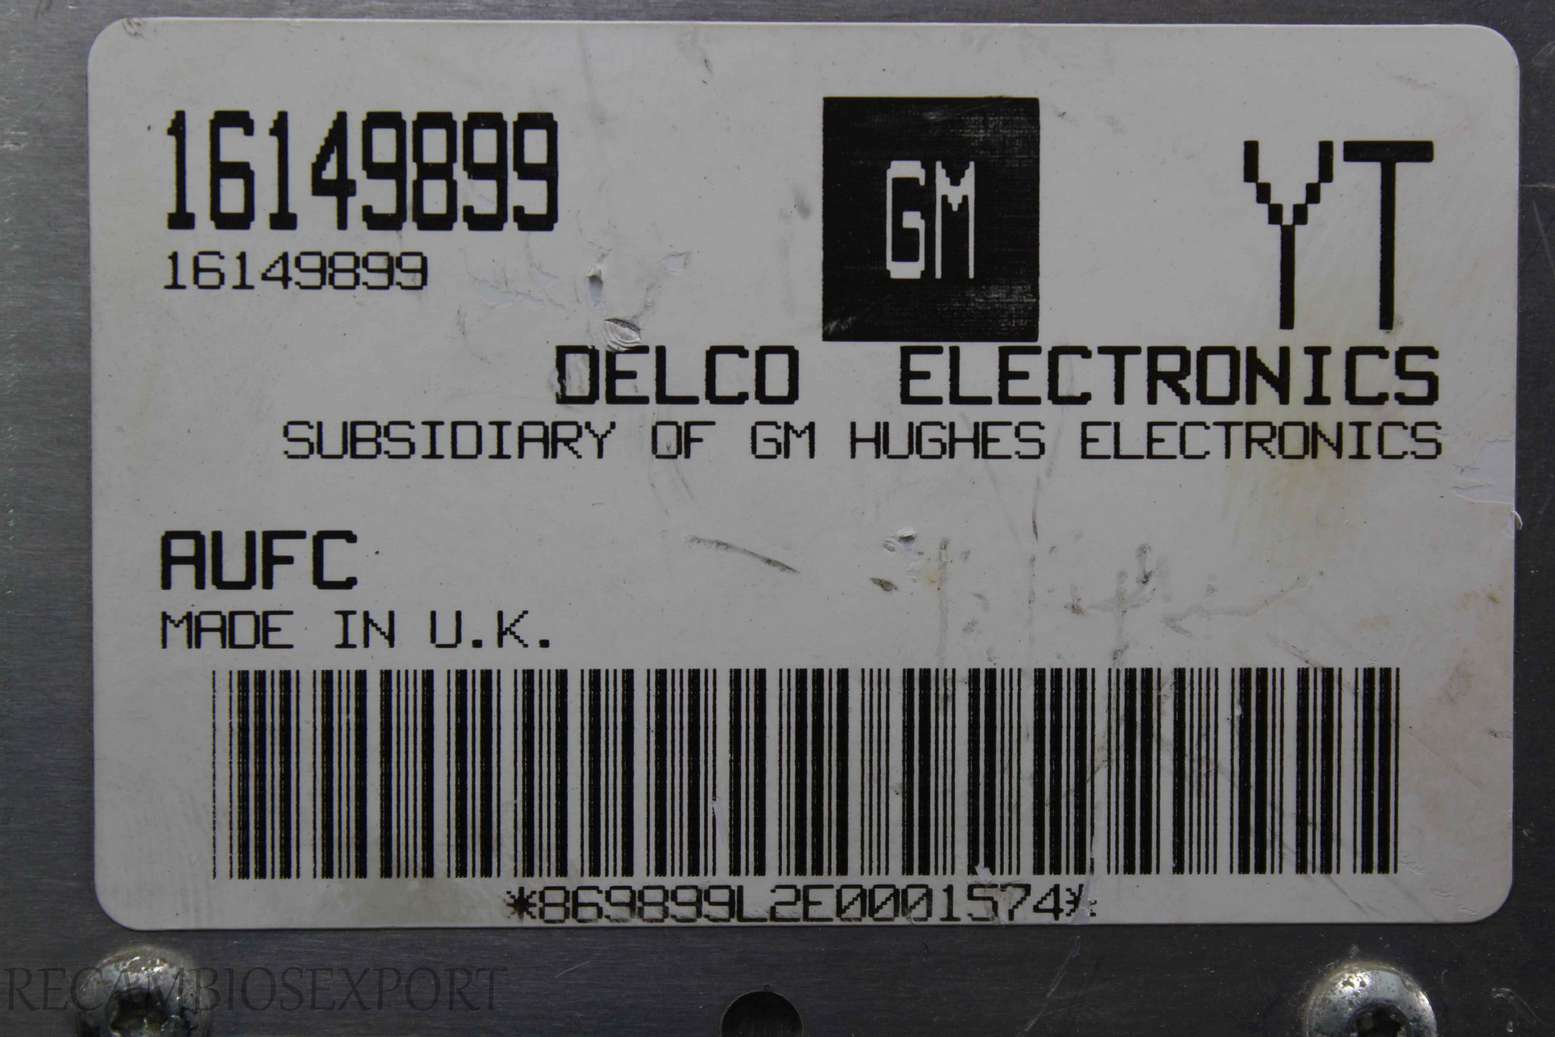 16149899
GM
YT
16149899
DELCO ELECTRONICS
SUBSIDIARY OF GM HUGHES ELECTRONICS
AUFC
MADE IN U.K.
*869899L2E0001574*
RECAMBIOSEXPORT